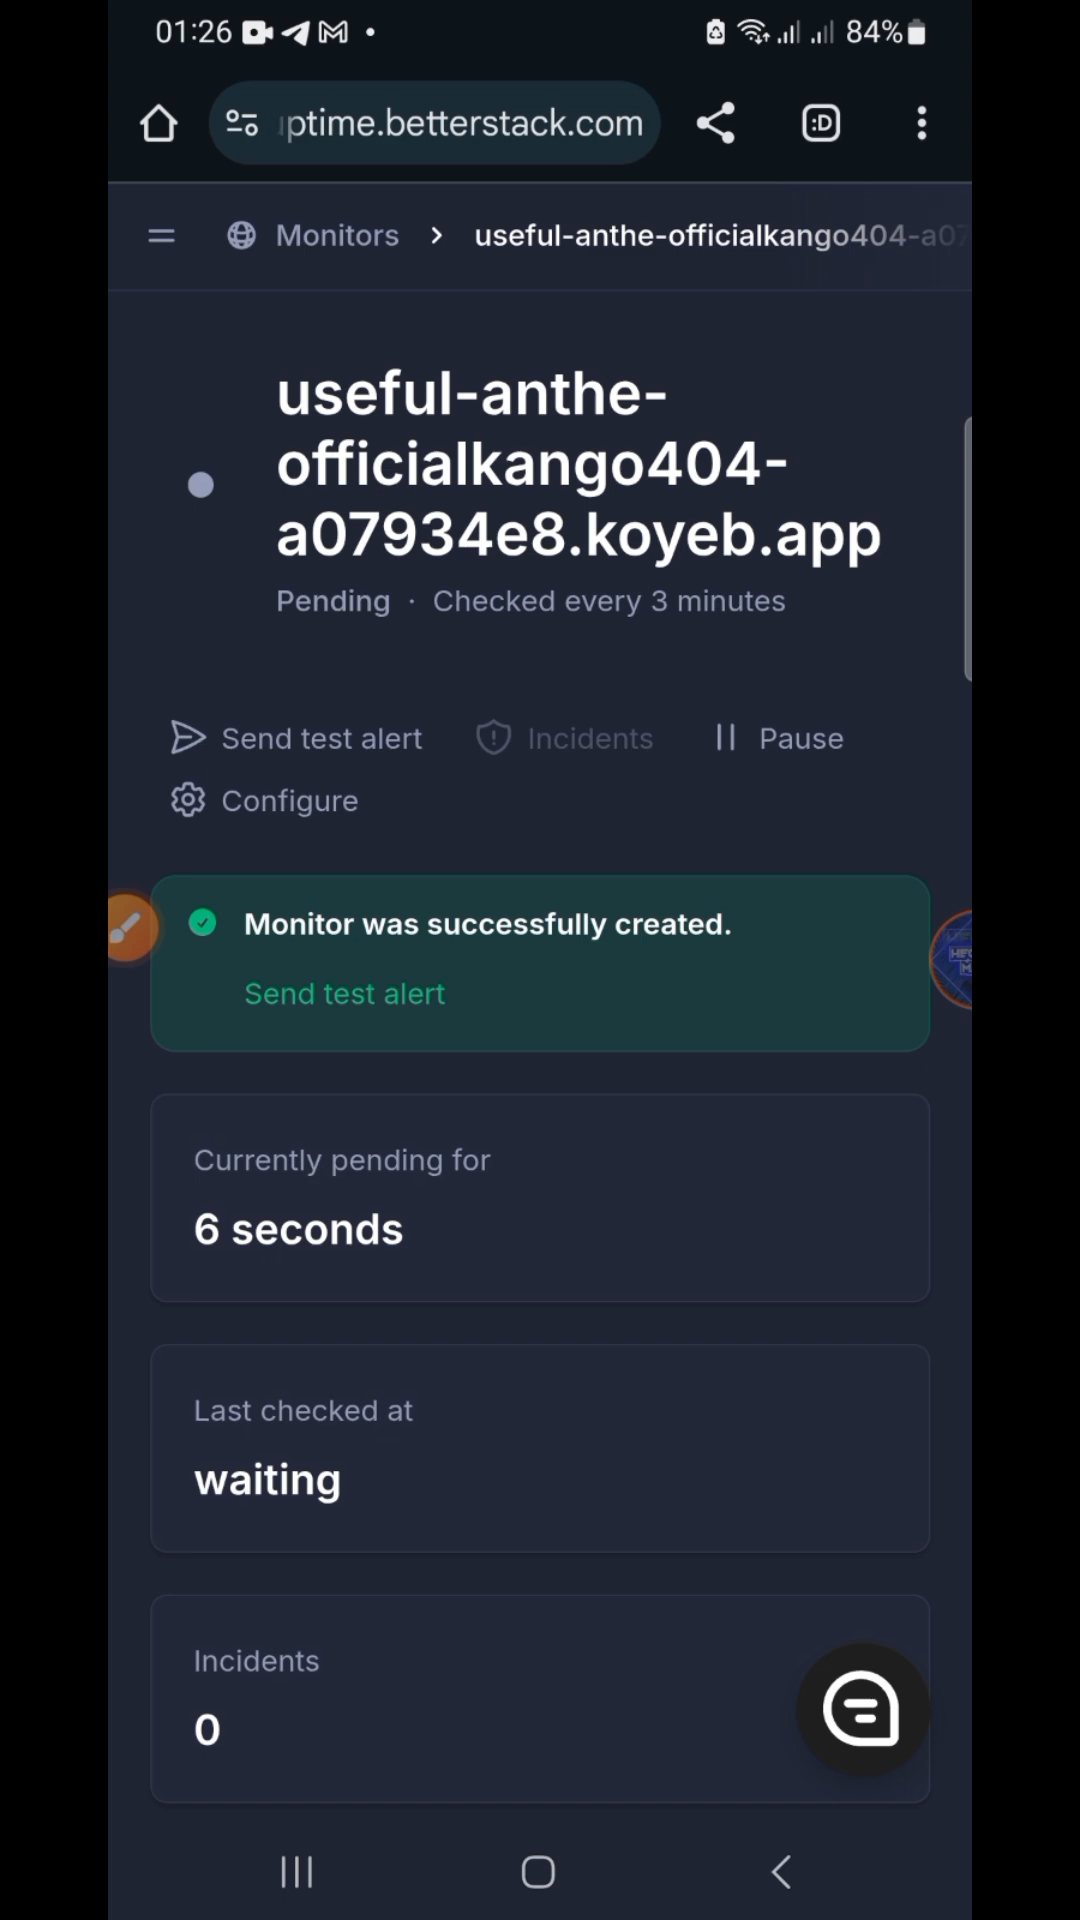 01:26
84%
ptime.betterstack.com
:D
Monitors > useful-anthe-officialkango404-a07
useful-anthe-
officialkango404-
a07934e8.koyeb.app
Pending · Checked every 3 minutes
Send test alert
Incidents
Pause
Configure
Monitor was successfully created.
Send test alert
Currently pending for
6 seconds
Last checked at
waiting
Incidents
0